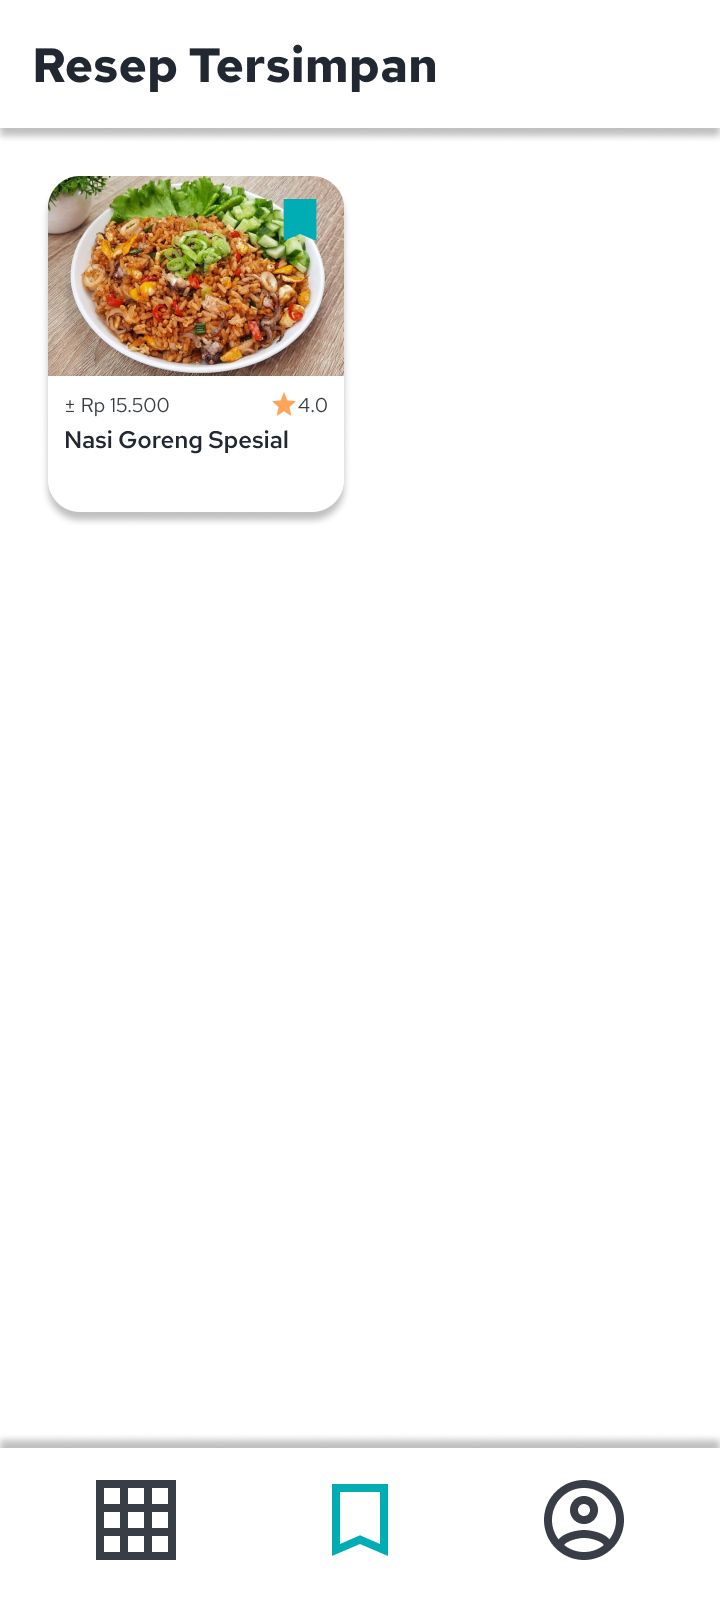 Resep Tersimpan
± Rp 15.500 4.0
Nasi Goreng Spesial